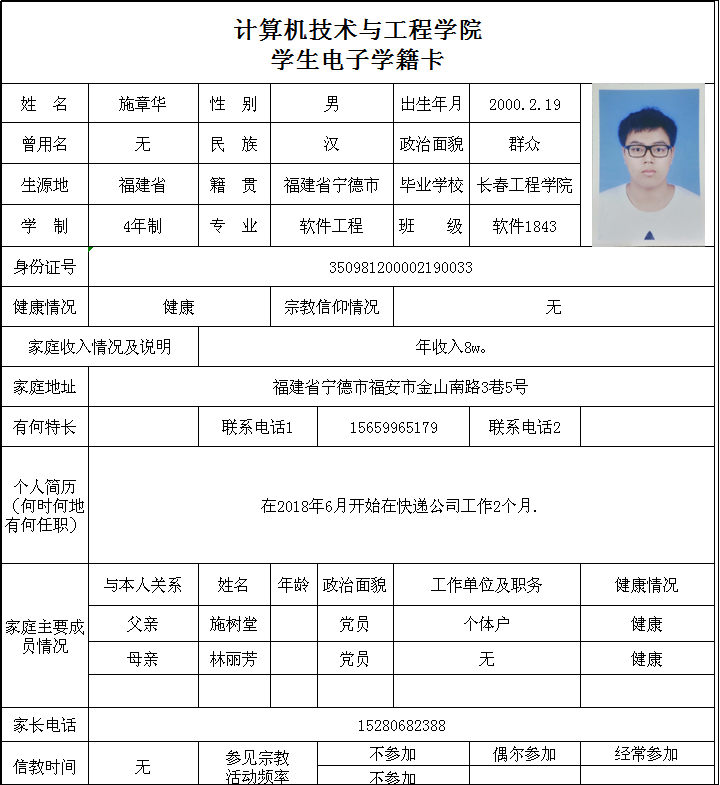 计算机技术与工程学院
学生电子学籍卡
姓 名 施章华 性 别 男 出生年月 2000.2.19
曾用名 无 民 族 汉 政治面貌 群众
生源地 福建省 籍 贯 福建省宁德市 毕业学校 长春工程学院
学 制 4年制 专 业 软件工程 班 级 软件1843
身份证号 350981200002190033
健康情况 健康 宗教信仰情况 无
家庭收入情况及说明 年收入8w。
家庭地址 福建省宁德市福安市金山南路3巷5号
有何特长 联系电话1 15659965179 联系电话2
个人简历
（何时何地
有何任职）
在2018年6月开始在快递公司工作2个月.
家庭主要成
员情况
与本人关系 姓名 年龄 政治面貌 工作单位及职务 健康情况
父亲 施树堂 党员 个体户 健康
母亲 林丽芳 党员 无 健康
家长电话 15280682388
信教时间 无 参见宗教
活动频率
不参加 偶尔参加 经常参加
不参加